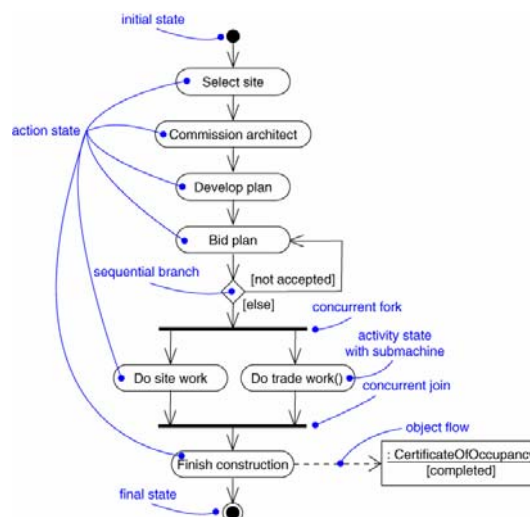 initial state
Select site
action state
Commission architect
Develop plan
Bid plan
sequential branch
[not accepted]
[else]
concurrent fork
activity state
with submachine
Do site work
Do trade work()
concurrent join
object flow
: CertificateOfOccupancy
[completed]
Finish construction
final state